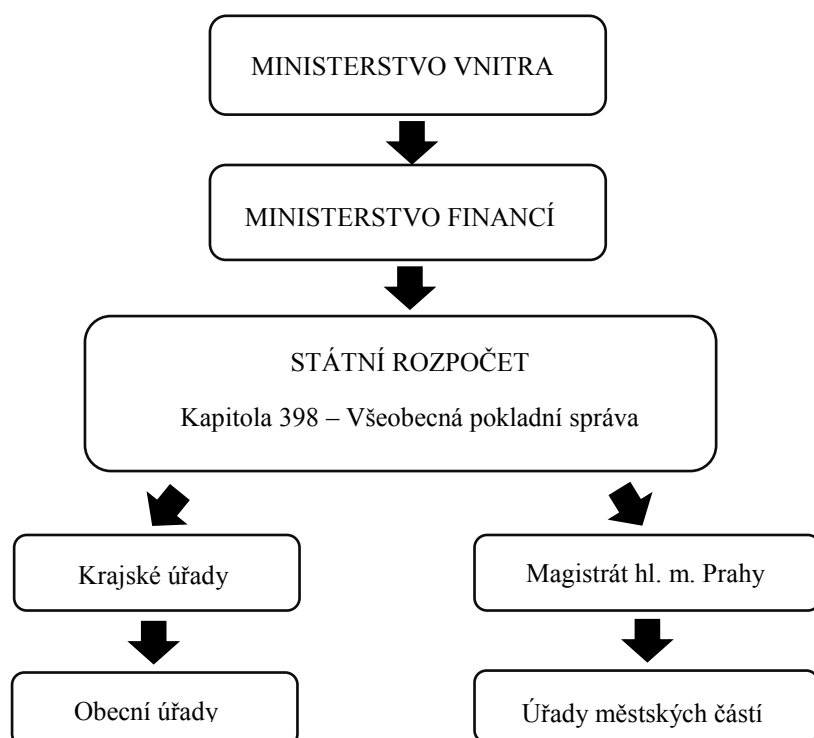 MINISTERSTVO VNITRA
MINISTERSTVO FINANCÍ
STÁTNÍ ROZPOČET
Kapitola 398 – Všeobecná pokladní správa
Krajské úřady
Magistrát hl. m. Prahy
Obecní úřady
Úřady městských částí